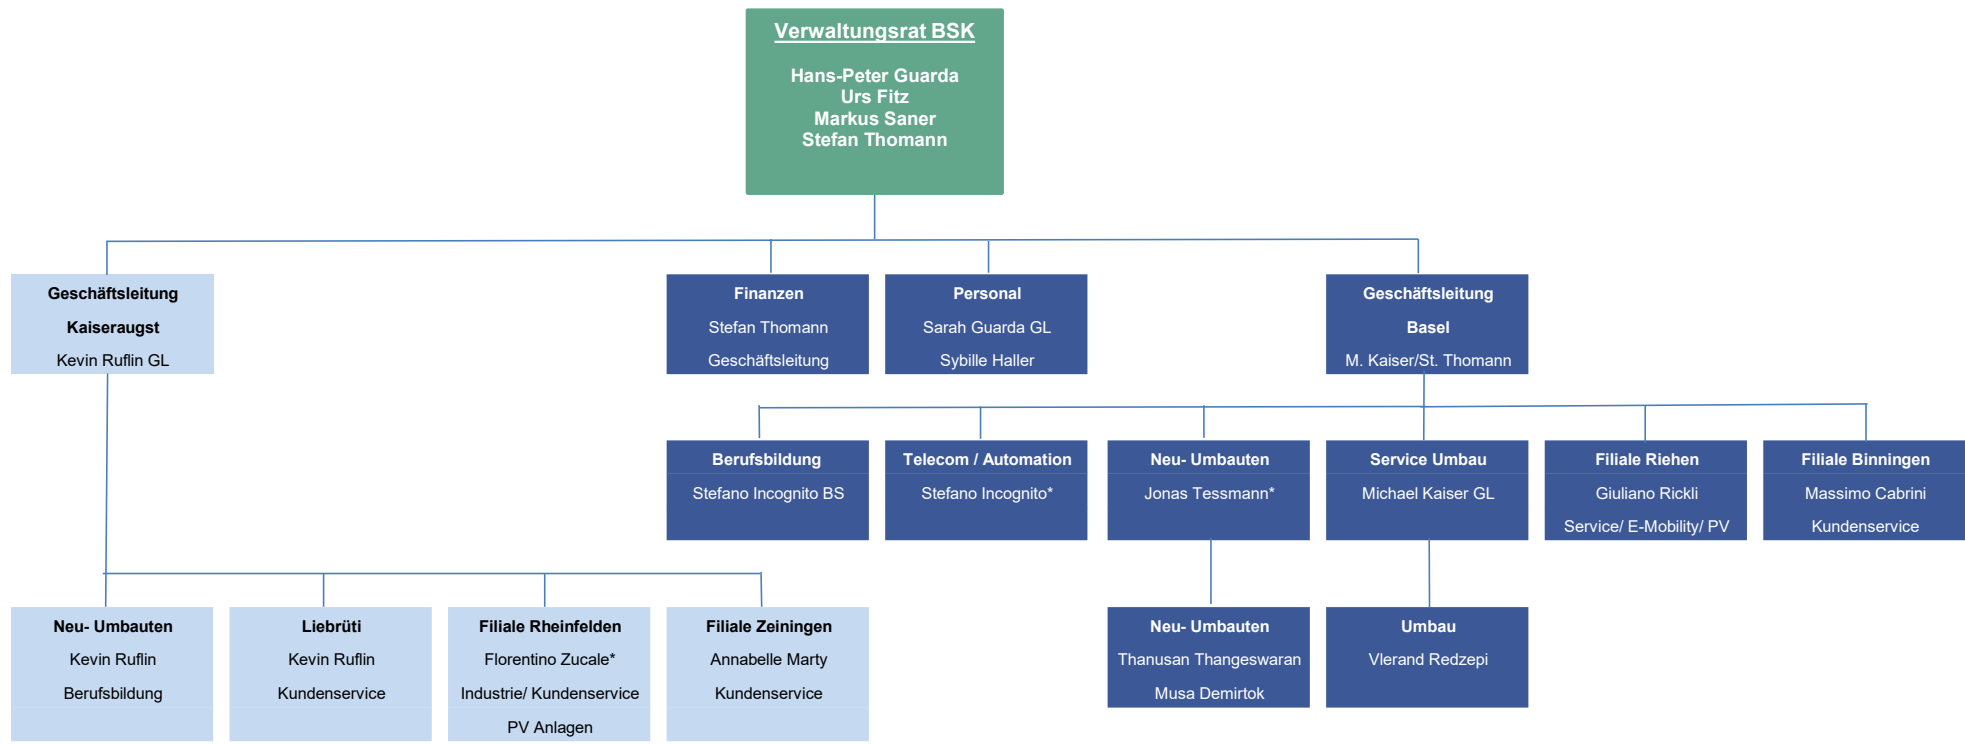 Verwaltungsrat BSK
Hans-Peter Guarda
Urs Fitz
Markus Saner
Stefan Thomann
Geschäftsleitung
Kaiseraugst
Kevin Ruflin GL
Finanzen
Stefan Thomann
Geschäftsleitung
Personal
Sarah Guarda GL
Sybille Haller
Geschäftsleitung
Basel
M. Kaiser/St. Thomann
Berufsbildung
Stefano Incognito BS
Telecom / Automation
Stefano Incognito*
Neu- Umbauten
Jonas Tessmann*
Service Umbau
Michael Kaiser GL
Filiale Riehen
Giuliano Rickli
Service/ E-Mobility/ PV
Filiale Binningen
Massimo Cabrini
Kundenservice
Neu- Umbauten
Kevin Ruflin
Berufsbildung
Liebrüti
Kevin Ruflin
Kundenservice
Filiale Rheinfelden
Florentino Zucale*
Industrie/ Kundenservice
PV Anlagen
Filiale Zeiningen
Annabelle Marty
Kundenservice
Neu- Umbauten
Thanusan Thangeswaran
Musa Demirtok
Umbau
Vlerand Redzepi